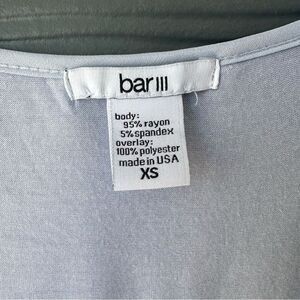 bar III
body:
95% rayon
5% spandex
overlay:
100% polyester
made in USA
XS